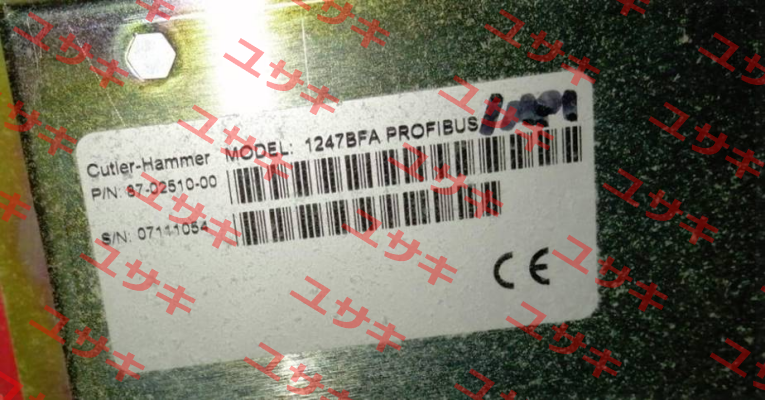 Cutler-Hammer MODEL: 1247BFA PROFIBUS
P/N: 87-02510-00
S/N: 07111054
CE
ユサキ